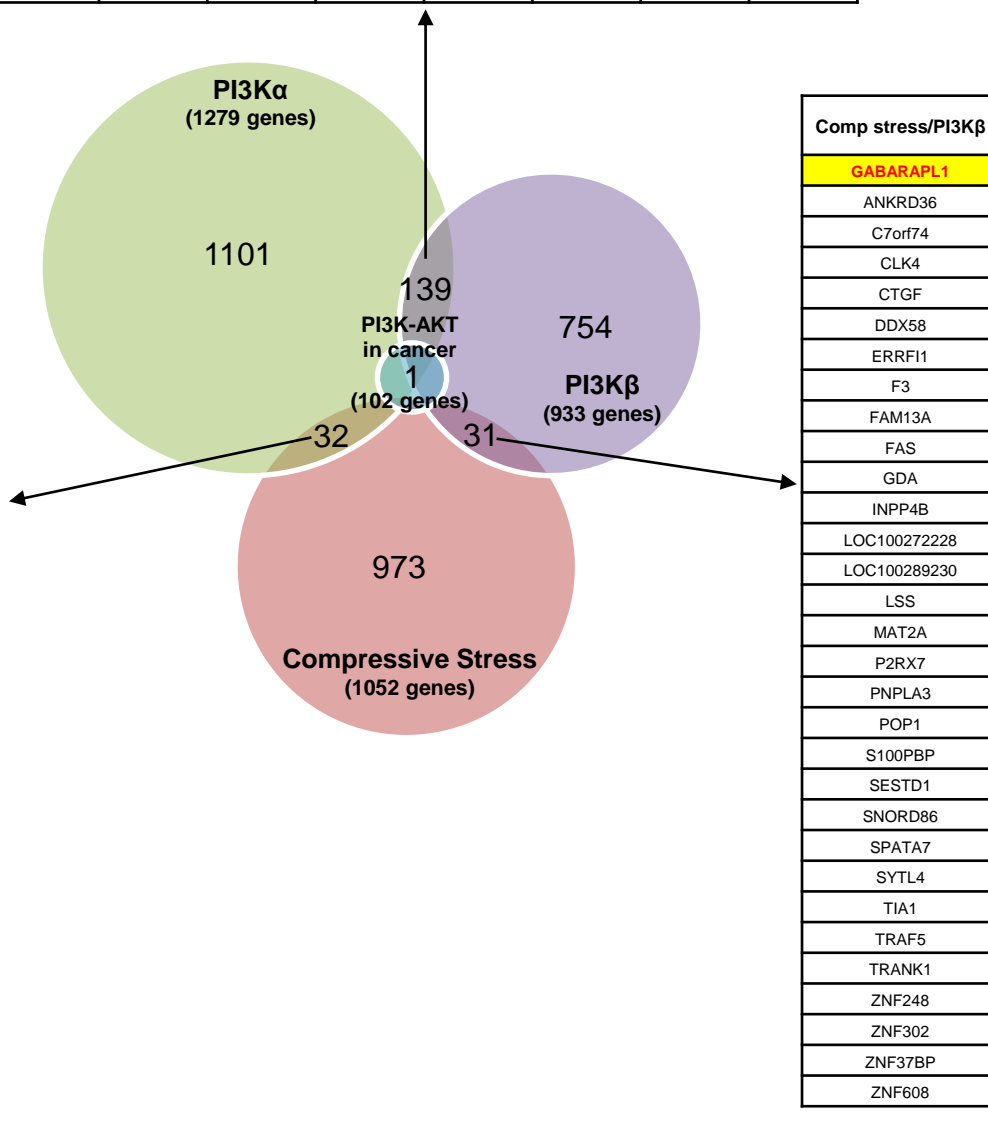 PI3Kα
(1279 genes)
1101
139
PI3K-AKT
in cancer
1
(102 genes)
754
PI3Kβ
(933 genes)
32
31
973
Compressive Stress
(1052 genes)
Comp stress/PI3Kβ
GABARAPL1
ANKRD36
C7orf74
CLK4
CTGF
DDX58
ERRFI1
F3
FAM13A
FAS
GDA
INPP4B
LOC100272228
LOC100289230
LSS
MAT2A
P2RX7
PNPLA3
POP1
S100PBP
SESTD1
SNORD86
SPATA7
SYTL4
TIA1
TRAF5
TRANK1
ZNF248
ZNF302
ZNF37BP
ZNF608